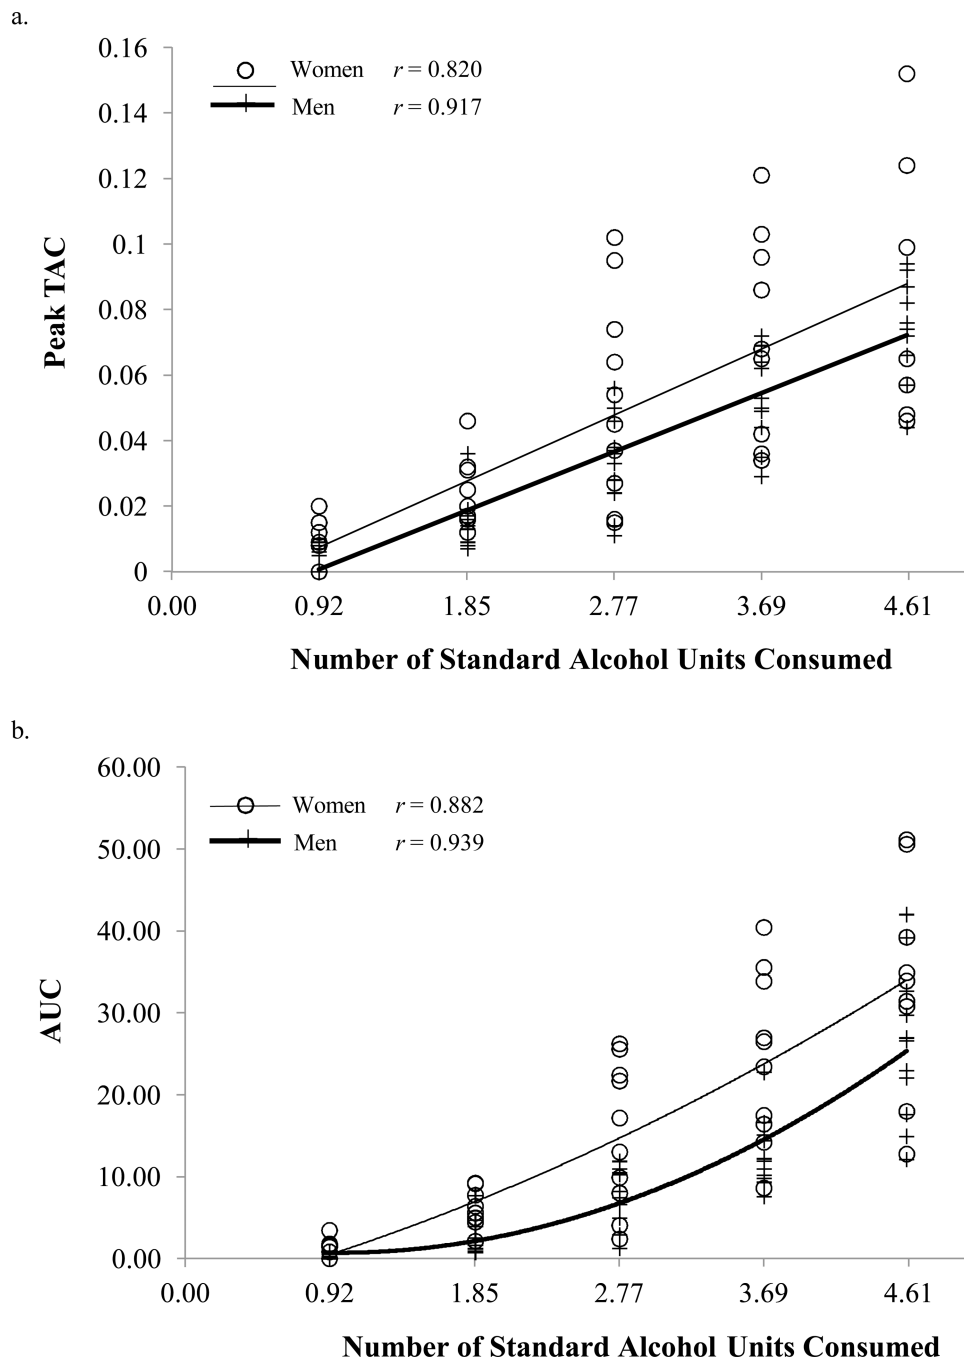 a.
0.16
0.14
0.12
0.1
0.08
0.06
0.04
0.02
0
Peak TAC
Women r = 0.820
Men r = 0.917
0.00 0.92 1.85 2.77 3.69 4.61
Number of Standard Alcohol Units Consumed
b.
60.00
50.00
40.00
30.00
20.00
10.00
0.00
AUC
Women r = 0.882
Men r = 0.939
0.00 0.92 1.85 2.77 3.69 4.61
Number of Standard Alcohol Units Consumed